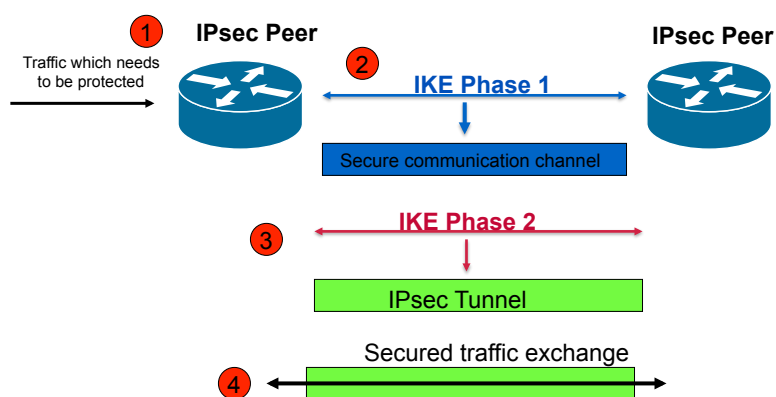 1
IPsec Peer
IPsec Peer
Traffic which needs
to be protected
2
IKE Phase 1
Secure communication channel
IKE Phase 2
3
IPsec Tunnel
Secured traffic exchange
4